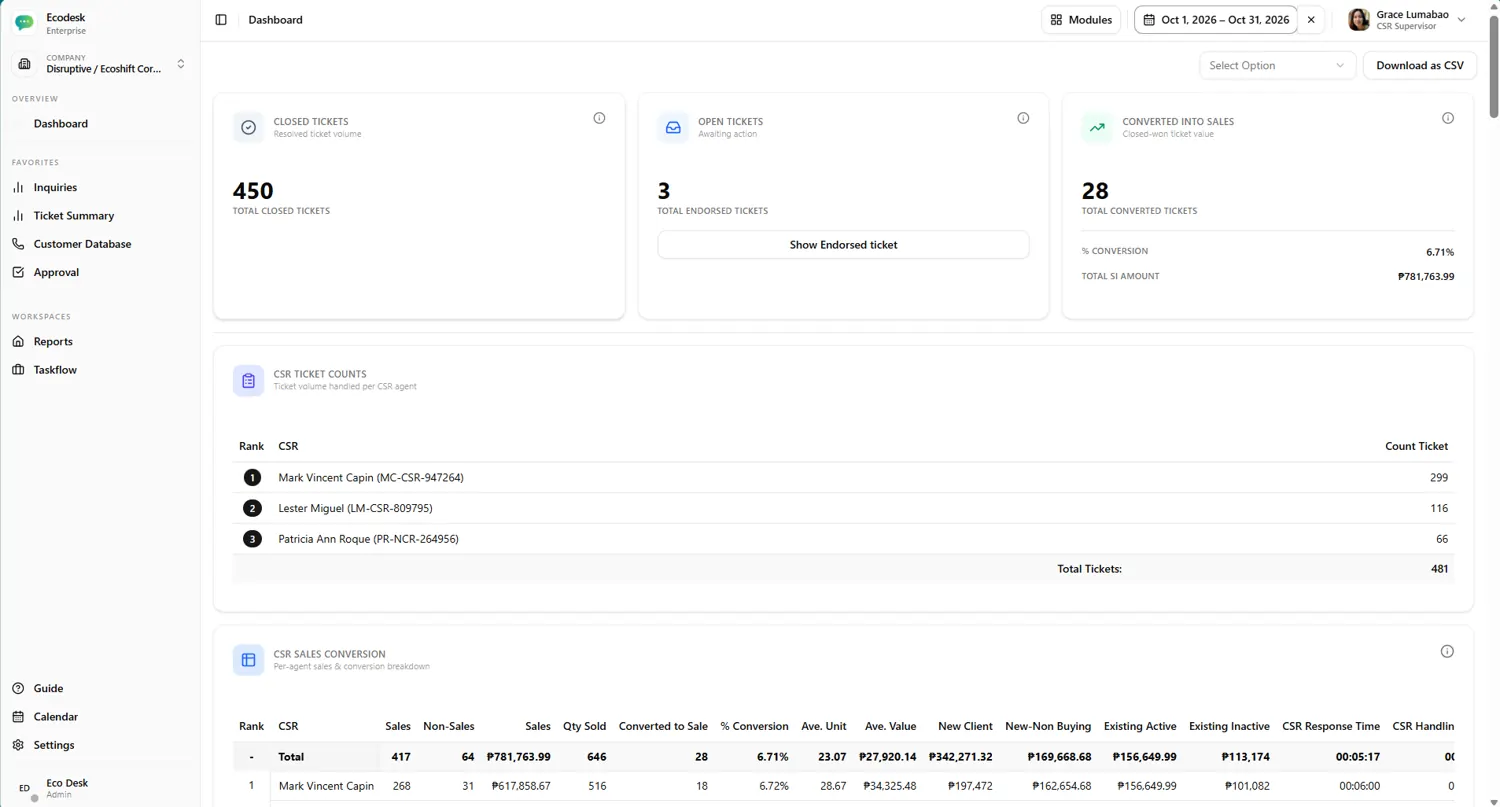 Ecodesk
Enterprise
Dashboard
Modules
Oct 1, 2026 – Oct 31, 2026
Grace Lumabao
CSR Supervisor
COMPANY
Disruptive / Ecoshift Cor...
Select Option
Download as CSV
OVERVIEW
Dashboard
FAVORITES
Inquiries
Ticket Summary
Customer Database
Approval
WORKSPACES
Reports
Taskflow
Guide
Calendar
Settings
ED
Eco Desk
Admin
CLOSED TICKETS
Resolved ticket volume
450
TOTAL CLOSED TICKETS
OPEN TICKETS
Awaiting action
3
TOTAL ENDORSED TICKETS
Show Endorsed ticket
CONVERTED INTO SALES
Closed-won ticket value
28
TOTAL CONVERTED TICKETS
% CONVERSION 6.71%
TOTAL SI AMOUNT ₱781,763.99
CSR TICKET COUNTS
Ticket volume handled per CSR agent
Rank CSR Count Ticket
1 Mark Vincent Capin (MC-CSR-947264) 299
2 Lester Miguel (LM-CSR-809795) 116
3 Patricia Ann Roque (PR-NCR-264956) 66
Total Tickets: 481
CSR SALES CONVERSION
Per-agent sales & conversion breakdown
Rank CSR Sales Non-Sales Sales Qty Sold Converted to Sale % Conversion Ave. Unit Ave. Value New Client New-Non Buying Existing Active Existing Inactive CSR Response Time CSR Handlin
- Total 417 64 ₱781,763.99 646 28 6.71% 23.07 ₱27,920.14 ₱342,271.32 ₱169,668.68 ₱156,649.99 ₱113,174 00:05:17 00
1 Mark Vincent Capin 268 31 ₱617,858.67 516 18 6.72% 28.67 ₱34,325.48 ₱197,472 ₱162,654.68 ₱156,649.99 ₱101,082 00:06:00 0